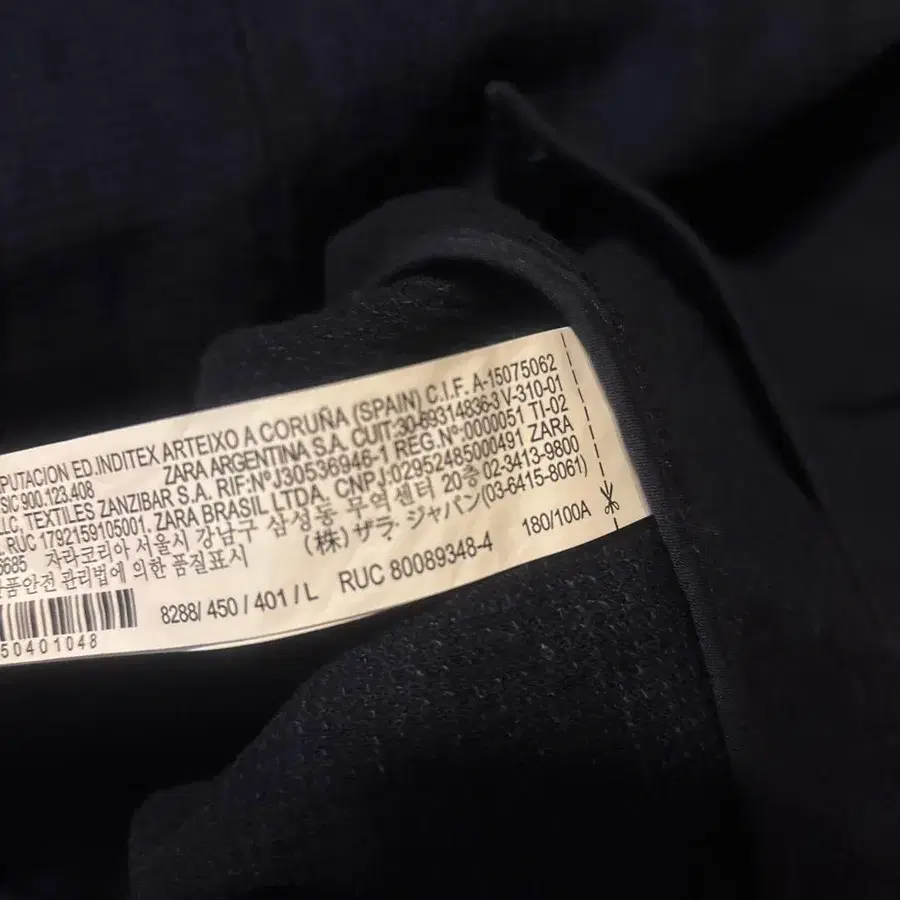 PUTACION ED.INDITEX ARTEIXO A CORUÑA (SPAIN) C.I.F. A-15075062
SIC 900.123.408 ZARA ARGENTINA S.A. CUIT:30-69314836-3 V-310-01
LLC, TEXTILES ZANZIBAR S.A. RIF:NºJ30536946-1 REG.Nº-0000051 TI-02
RUC 1792159105001. ZARA BRASIL LTDA. CNPJ:02952485000491 ZARA
5685 자라코리아 서울시 강남구 삼성동 무역센터 20층02-3413-9800
품안전 관리법에 의한 품질표시 (株) ザラ・ジャパン(03-6415-8061)
8288/ 450 / 401 / L RUC 80089348-4 180/100A
50401048